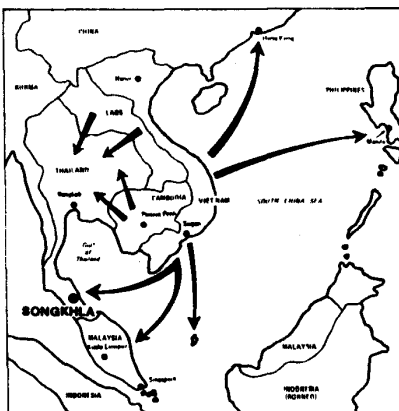 CHINA
Hong Kong
BURMA
Hanoi
LAOS
PHILIPPINES
Manila
THAILAND
Bangkok
CAMBODIA
Phnom Penh
VIETNAM
Saigon
SOUTH CHINA SEA
Gulf
of
Thailand
SONGKHLA
MALAYSIA
Kuala Lumpur
Singapore
INDONESIA
MALAYSIA
INDONESIA
(BORNEO)